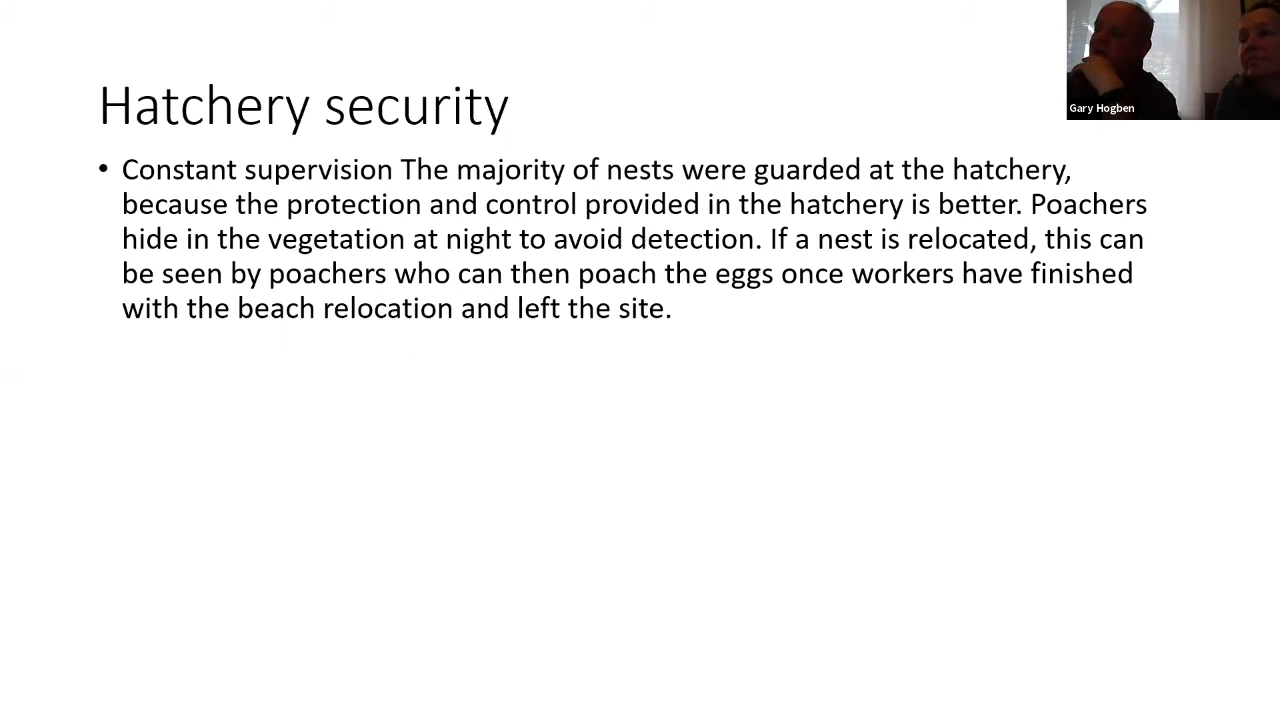 Hatchery security
• Constant supervision The majority of nests were guarded at the hatchery,
because the protection and control provided in the hatchery is better. Poachers
hide in the vegetation at night to avoid detection. If a nest is relocated, this can
be seen by poachers who can then poach the eggs once workers have finished
with the beach relocation and left the site.
Gary Hogben